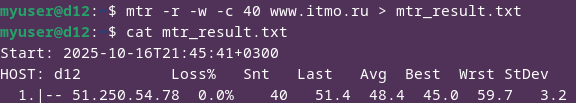 myuser@d12: $ mtr -r -w -c 40 www.itmo.ru > mtr_result.txt
myuser@d12: $ cat mtr_result.txt
Start: 2025-10-16T21:45:41+0300
HOST: d12          Loss%   Snt   Last   Avg  Best  Wrst StDev
  1.|-- 51.250.54.78  0.0%    40   51.4  48.4  45.0  59.7   3.2